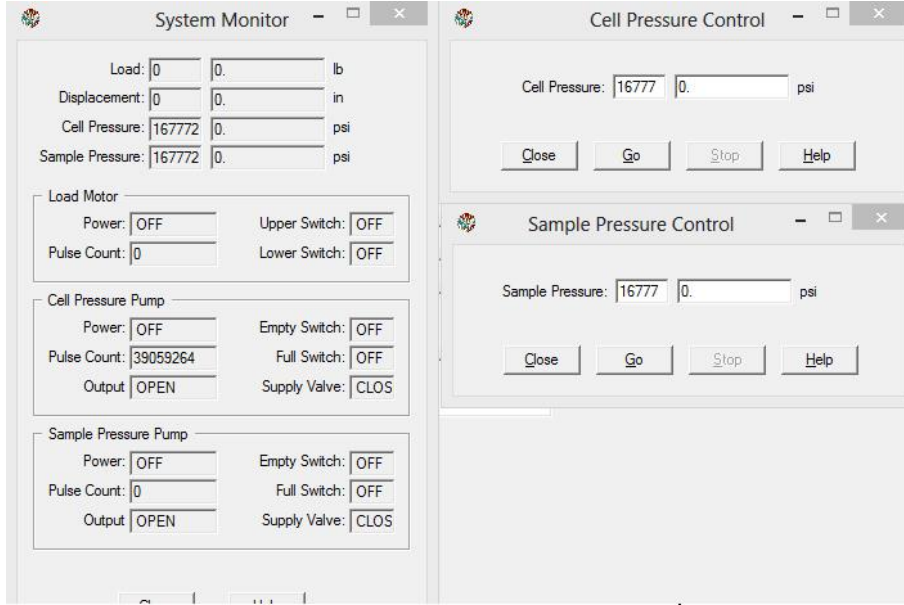 System Monitor
Load: 0 0. lb
Displacement: 0 0. in
Cell Pressure: 167772 0. psi
Sample Pressure: 167772 0. psi
Load Motor
Power: OFF Upper Switch: OFF
Pulse Count: 0 Lower Switch: OFF
Cell Pressure Pump
Power: OFF Empty Switch: OFF
Pulse Count: 39059264 Full Switch: OFF
Output OPEN Supply Valve: CLOS
Sample Pressure Pump
Power: OFF Empty Switch: OFF
Pulse Count: 0 Full Switch: OFF
Output OPEN Supply Valve: CLOS
Cell Pressure Control
Cell Pressure: 16777 0. psi
Close Go Stop Help
Sample Pressure Control
Sample Pressure: 16777 0. psi
Close Go Stop Help